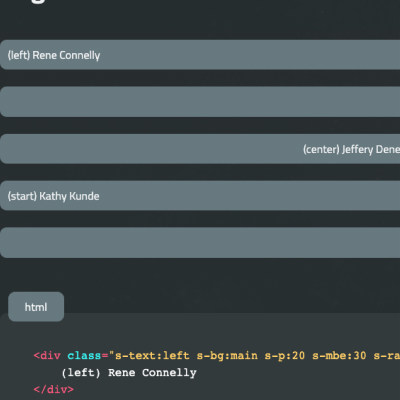 (left) Rene Connelly
(center) Jeffery Dene
(start) Kathy Kunde
html
<div class="s-text:left s-bg:main s-p:20 s-mbe:30 s-ra
(left) Rene Connelly
</div>